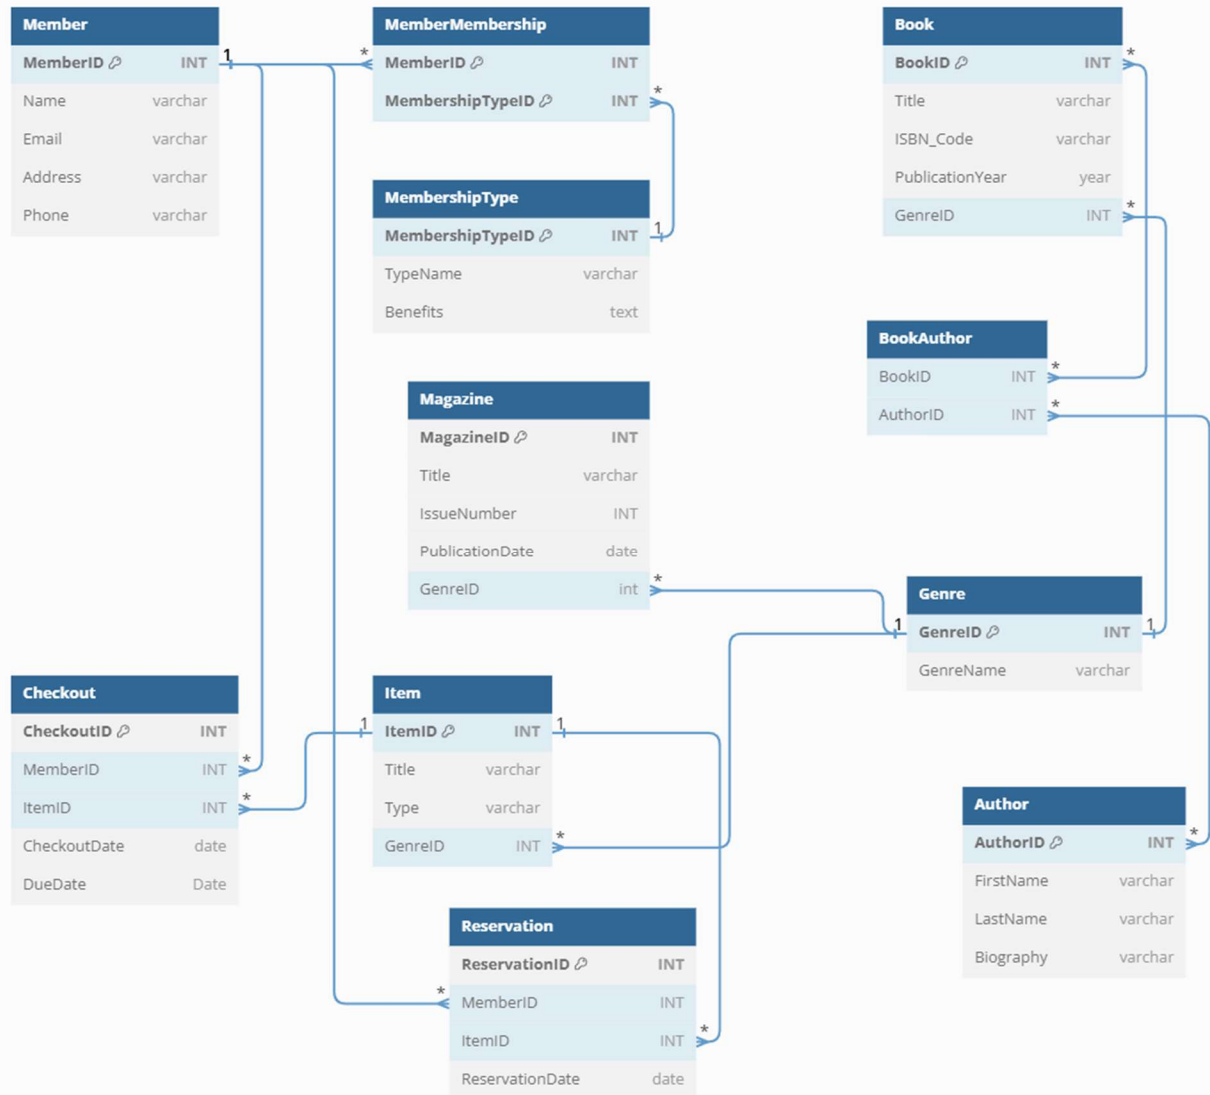 Member
MemberID INT
Name varchar
Email varchar
Address varchar
Phone varchar
1
*
MemberMembership
MemberID INT
MembershipTypeID INT
*
MembershipType
MembershipTypeID INT
1
TypeName varchar
Benefits text
Book
BookID INT
*
Title varchar
ISBN_Code varchar
PublicationYear year
GenreID INT
*
BookAuthor
BookID INT
*
AuthorID INT
*
Magazine
MagazineID INT
Title varchar
IssueNumber INT
PublicationDate date
GenreID int
*
Genre
1
GenreID INT
1
GenreName varchar
Checkout
CheckoutID INT
MemberID INT
*
ItemID INT
*
CheckoutDate date
DueDate Date
Item
1
ItemID INT
1
Title varchar
Type varchar
GenreID INT
*
Author
AuthorID INT
*
FirstName varchar
LastName varchar
Biography varchar
Reservation
ReservationID INT
*
MemberID INT
ItemID INT
*
ReservationDate date